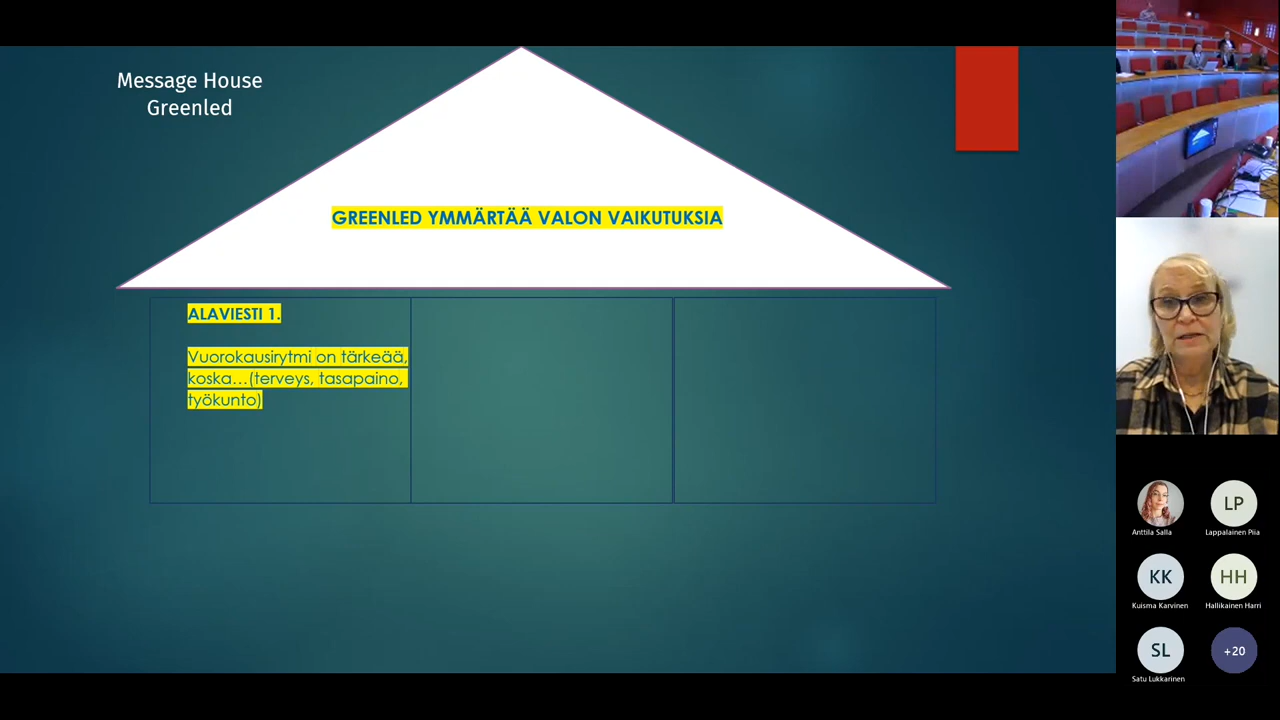 Message House
Greenled
GREENLED YMMÄRTÄÄ VALON VAIKUTUKSIA
ALAVIESTI 1.
Vuorokausirytmi on tärkeää,
koska...(terveys, tasapaino,
työkunto)
Anttila Salla
LP
Lappalainen Piia
KK
Kuisma Karvinen
HH
Hallikainen Harri
SL
Satu Lukkarinen
+20